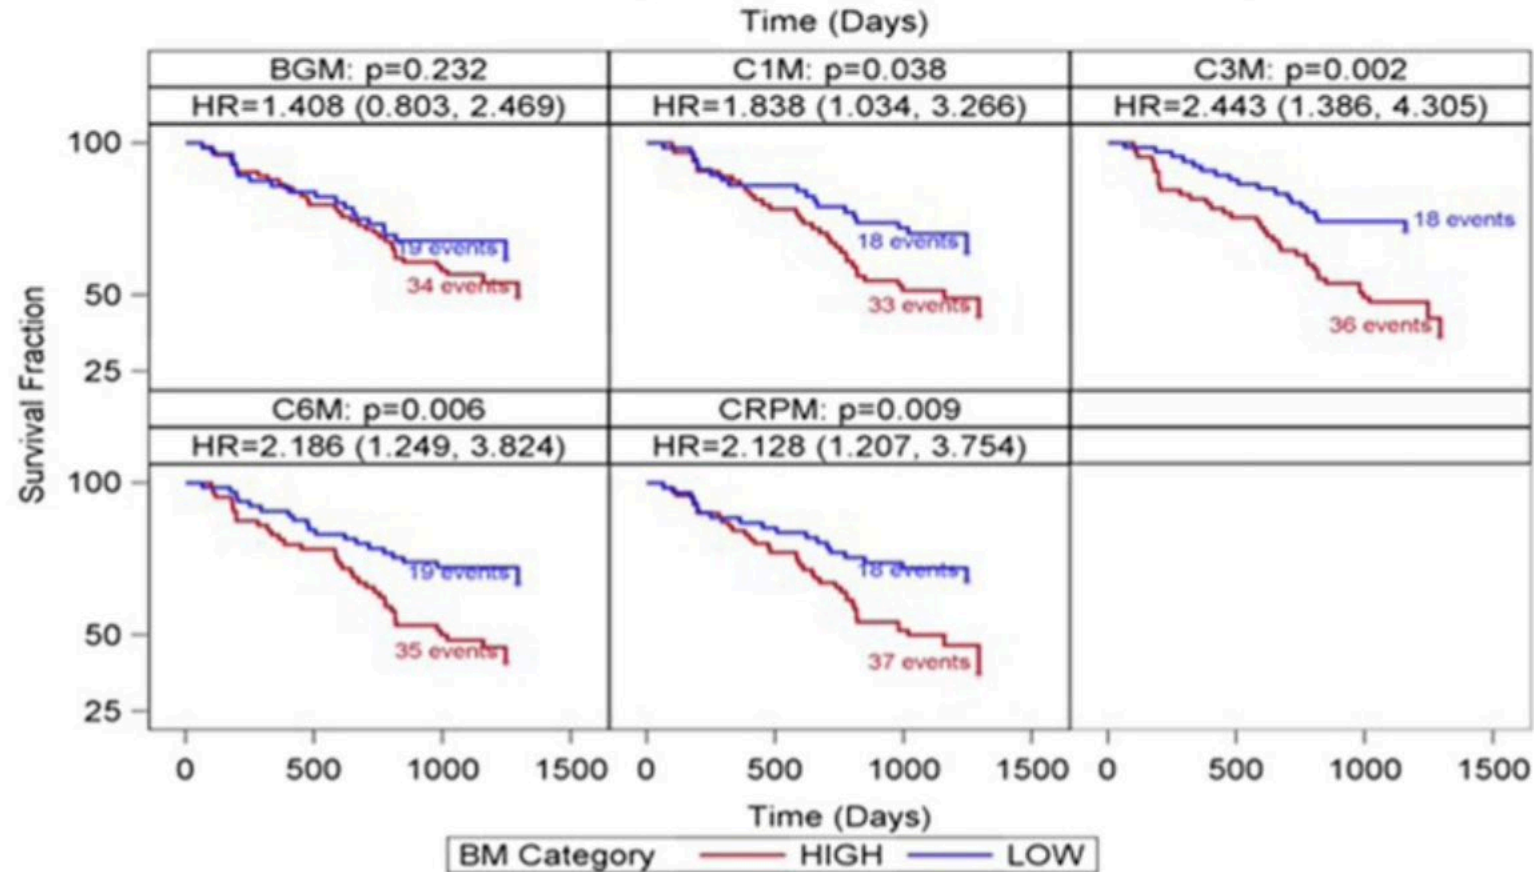 Time (Days)
BGM: p=0.232
C1M: p=0.038
C3M: p=0.002
HR=1.408 (0.803, 2.469)
HR=1.838 (1.034, 3.266)
HR=2.443 (1.386, 4.305)
100
50
25
19 events
34 events
18 events
33 events
18 events
36 events
Survival Fraction
C6M: p=0.006
CRPM: p=0.009
HR=2.186 (1.249, 3.824)
HR=2.128 (1.207, 3.754)
100
50
25
19 events
35 events
18 events
37 events
0 500 1000 1500 0 500 1000 1500 0 500 1000 1500
Time (Days)
BM Category HIGH LOW